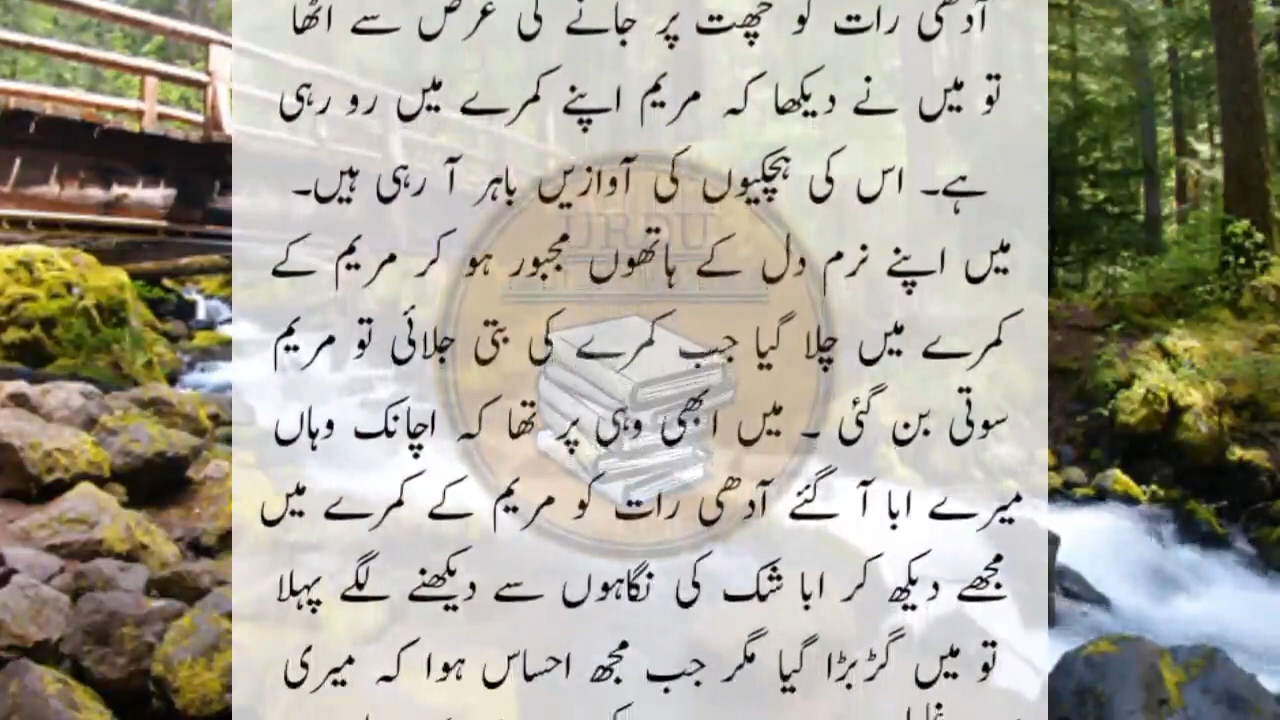 آدھی رات کو چھت پر جانے کی غرض سے اٹھا
تو میں نے دیکھا کہ مریم اپنے کمرے میں رو رہی
ہے۔ اس کی ہچکیوں کی آوازیں باہر آ رہی ہیں۔
میں اپنے نرم دل کے ہاتھوں مجبور ہو کر مریم کے
کمرے میں چلا گیا جب کمرے کی بتی جلائی تو مریم
سوتی بن گئی ۔ میں ابھی وہی پر تھا کہ اچانک وہاں
میرے ابا آ گئے آدھی رات کو مریم کے کمرے میں
مجھے دیکھ کر ابا شک کی نگاہوں سے دیکھنے لگے پہلا
تو میں گڑبڑا گیا مگر جب مجھ احساس ہوا کہ میری
URDU